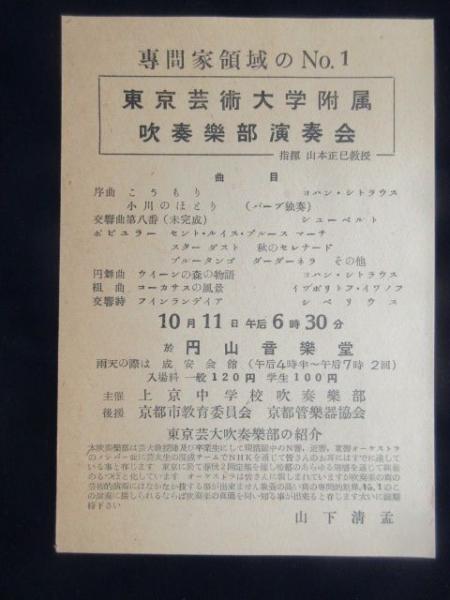 専問家領域のNo.1
東京芸術大学附属
吹奏樂部演奏会
指揮 山本正巳教授
曲目
序曲 こうもり ヨハン・シトラウス
小川のほとり (ハープ独奏)
交響曲第八番(未完成) シューベルト
ポピュラー セント・ルイス・ブルース マーチ
スター ダスト 秋のセレナード
ブルータンゴ ダーダーネラ その他
円舞曲 ウイーンの森の物語 ヨハン・シトラウス
組曲 コーカサスの風景 イプポリトフ・イワノフ
交響詩 フインランデイア シベリウス
10月11日午后6時30分
於 円山音樂堂
雨天の際は 成安会館 (午后4時半〜午后7時 2回)
入場料 一般120円 学生100円
主催 上京中学校吹奏樂部
後援 京都市教育委員会 京都管樂器協会
東京芸大吹奏樂部の紹介
山下清孟